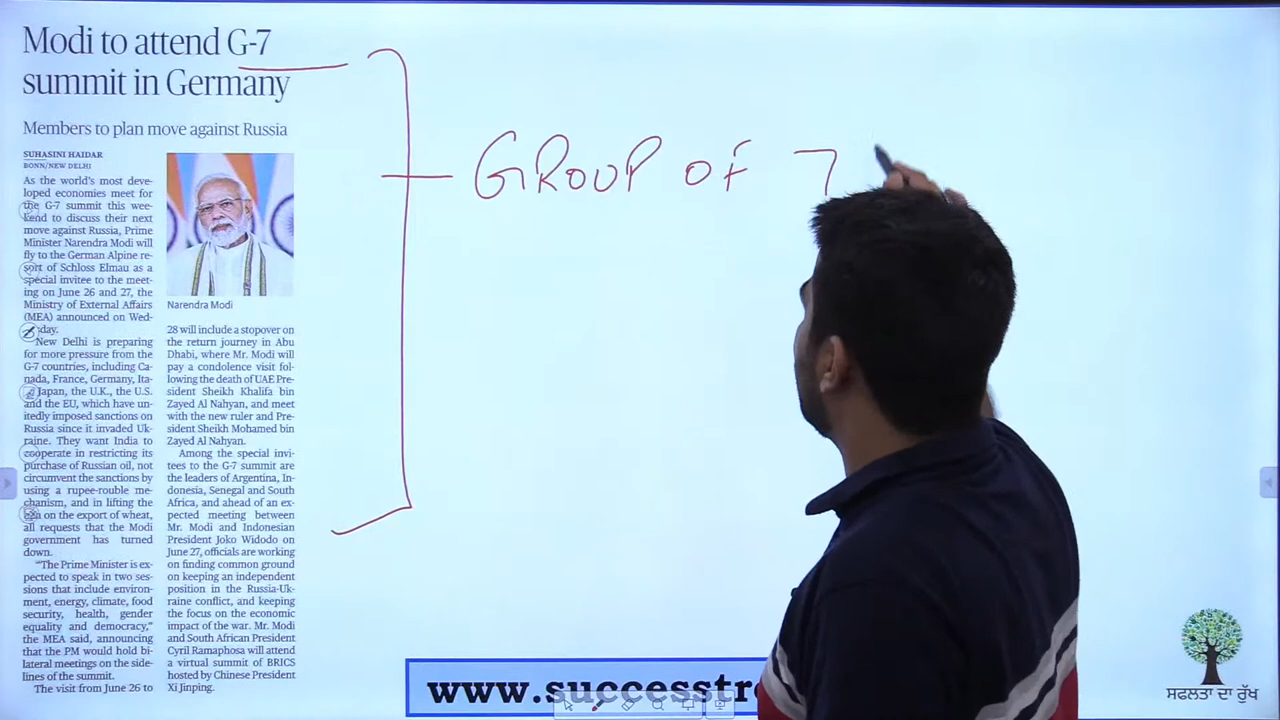 Modi to attend G-7
summit in Germany
Members to plan move against Russia
SUHASINI HAIDAR
BONN/NEW DELHI
As the world's most deve-
loped economies meet for
the G-7 summit this wee-
kend to discuss their next
move against Russia, Prime
Minister Narendra Modi will
fly to the German Alpine re-
sort of Schloss Elmau as a
special invitee to the meet-
ing on June 26 and 27, the
Ministry of External Affairs
(MEA) announced on Wed-
day.
New Delhi is preparing
for more pressure from the
G-7 countries, including Ca-
nada, France, Germany, Ita-
Japan, the U.K., the U.S.
and the EU, which have un-
itedly imposed sanctions on
Russia since it invaded Uk-
raine. They want India to
cooperate in restricting its
purchase of Russian oil, not
circumvent the sanctions by
using a rupee-rouble me-
chanism, and in lifting the
on the export of wheat,
all requests that the Modi
government has turned
down.
"The Prime Minister is ex-
pected to speak in two ses-
sions that include environ-
ment, energy, climate, food
security, health, gender
equality and democracy,"
the MEA said, announcing
that the PM would hold bi-
lateral meetings on the side-
lines of the summit.
The visit from June 26 to
Narendra Modi
28 will include a stopover on
the return journey in Abu
Dhabi, where Mr. Modi will
pay a condolence visit fol-
lowing the death of UAE Pre-
sident Sheikh Khalifa bin
Zayed Al Nahyan, and meet
with the new ruler and Pre-
sident Sheikh Mohamed bin
Zayed Al Nahyan.
Among the special invi-
tees to the G-7 summit are
the leaders of Argentina, In-
donesia, Senegal and South
Africa, and ahead of an ex-
pected meeting between
Mr. Modi and Indonesian
President Joko Widodo on
June 27, officials are working
on finding common ground
on keeping an independent
position in the Russia-Uk-
raine conflict, and keeping
the focus on the economic
impact of the war. Mr. Modi
and South African President
Cyril Ramaphosa will attend
a virtual summit of BRICS
hosted by Chinese President
Xi Jinping.
GROUP OF 7
www.successtr
ਸਫਲਤਾ ਦਾ ਰੁੱਖ